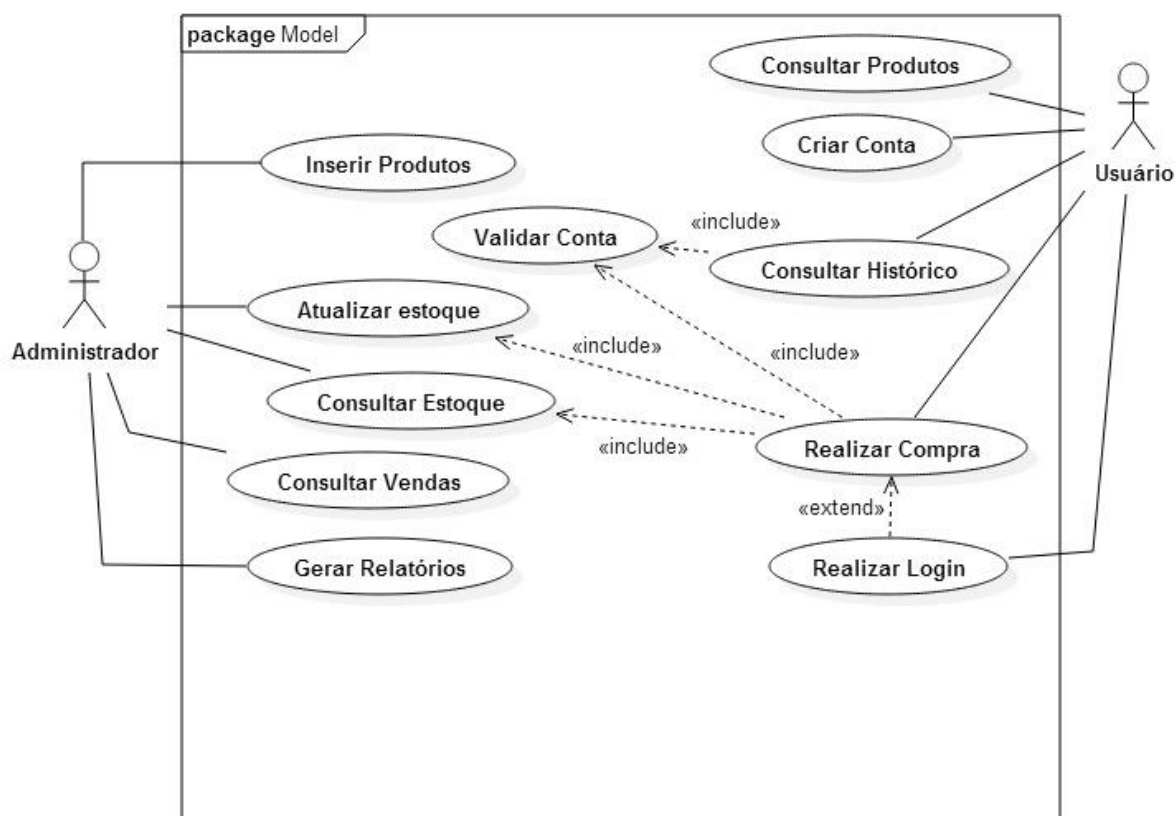 package Model
Consultar Produtos
Criar Conta
Usuário
Inserir Produtos
Validar Conta
«include»
Consultar Histórico
Administrador
Atualizar estoque
«include»
«include»
Consultar Estoque
«include»
Realizar Compra
Consultar Vendas
«extend»
Gerar Relatórios
Realizar Login